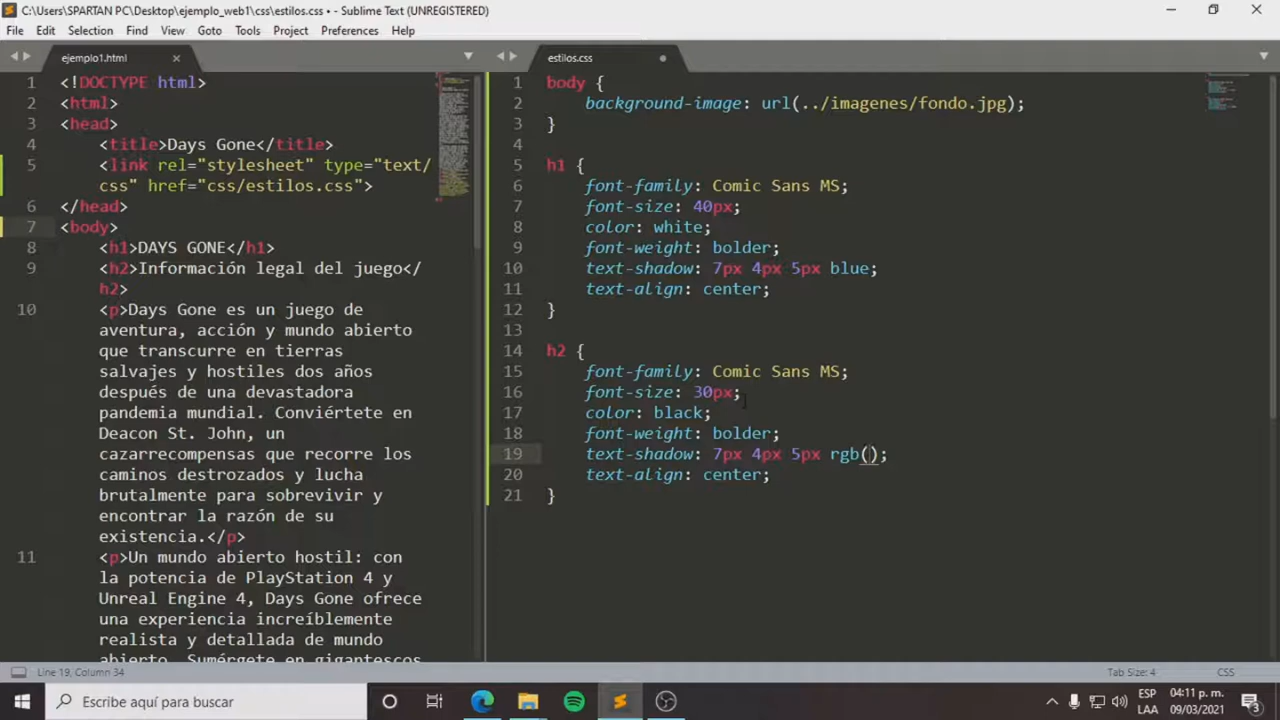 C:\Users\SPARTAN PC\Desktop\ejemplo_web1\css\estilos.css • - Sublime Text (UNREGISTERED)
File Edit Selection Find View Goto Tools Project Preferences Help
ejemplo1.html
1 <!DOCTYPE html>
2 <html>
3 <head>
4 <title>Days Gone</title>
5 <link rel="stylesheet" type="text/
css" href="css/estilos.css">
6 </head>
7 <body>
8 <h1>DAYS GONE</h1>
9 <h2>Información legal del juego</
h2>
10 <p>Days Gone es un juego de
aventura, acción y mundo abierto
que transcurre en tierras
salvajes y hostiles dos años
después de una devastadora
pandemia mundial. Conviértete en
Deacon St. John, un
cazarrecompensas que recorre los
caminos destrozados y lucha
brutalmente para sobrevivir y
encontrar la razón de su
existencia.</p>
11 <p>Un mundo abierto hostil: con
la potencia de PlayStation 4 y
Unreal Engine 4, Days Gone ofrece
una experiencia increíblemente
realista y detallada de mundo
abierto. Sumérgete en gigantescos
estilos.css
1 body {
2 background-image: url(../imagenes/fondo.jpg);
3 }
4
5 h1 {
6 font-family: Comic Sans MS;
7 font-size: 40px;
8 color: white;
9 font-weight: bolder;
10 text-shadow: 7px 4px 5px blue;
11 text-align: center;
12 }
13
14 h2 {
15 font-family: Comic Sans MS;
16 font-size: 30px;
17 color: black;
18 font-weight: bolder;
19 text-shadow: 7px 4px 5px rgb();
20 text-align: center;
21 }
Line 19, Column 34
Tab Size: 4
CSS
Escribe aquí para buscar
ESP
LAA
04:11 p. m.
09/03/2021
3